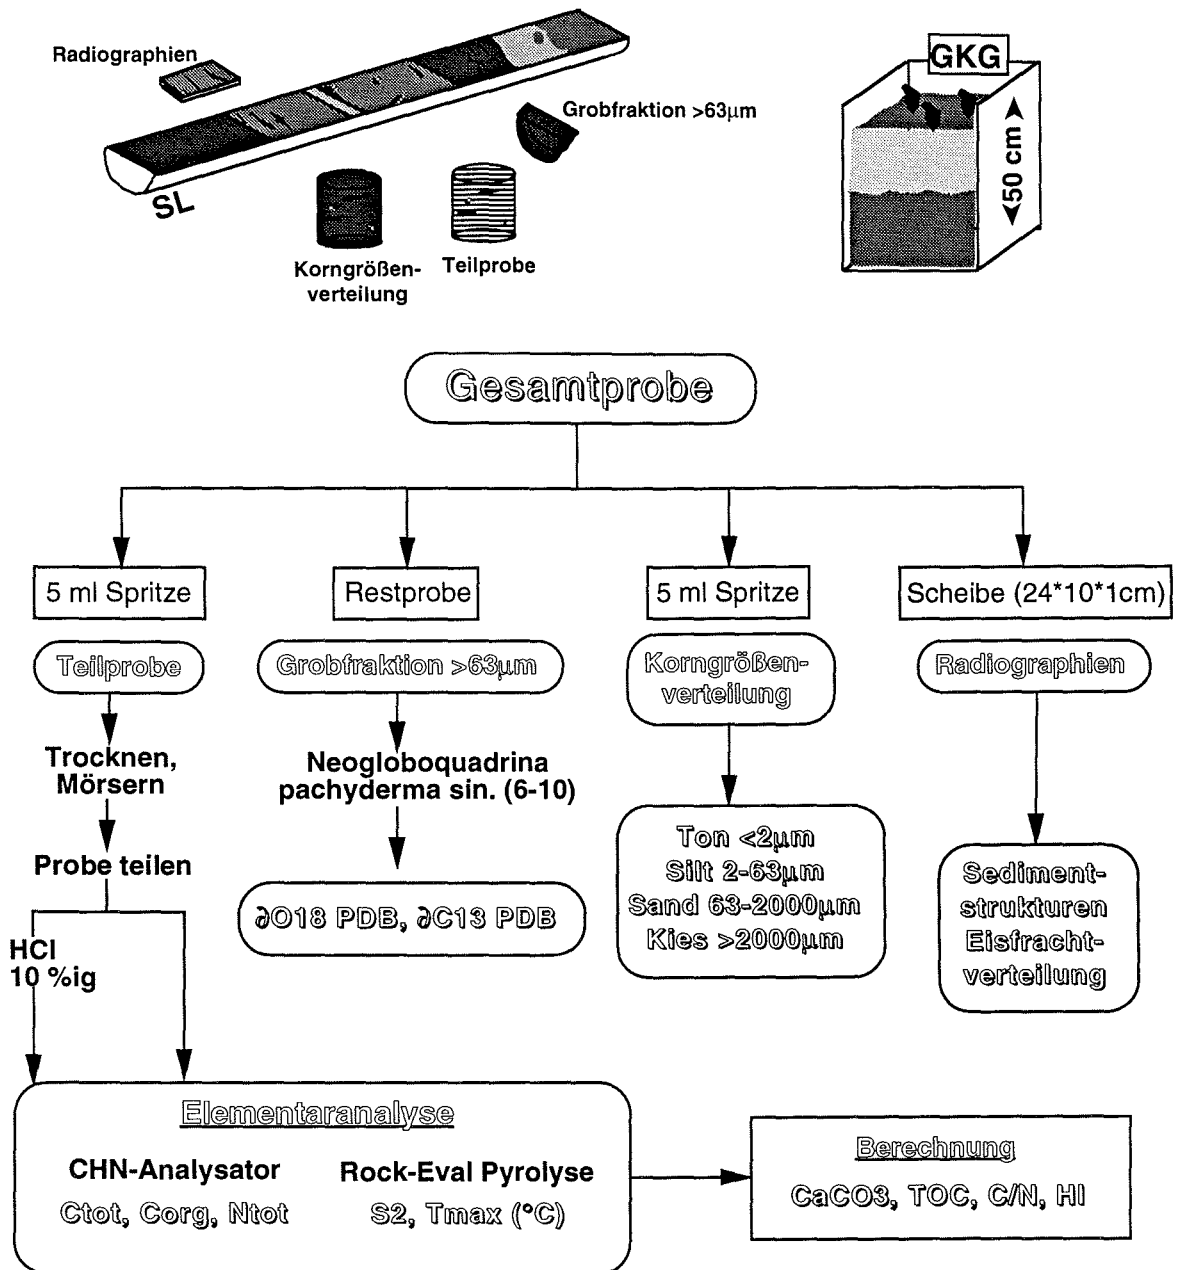 Radiographien
GKG
Grobfraktion >63µm
50 cm
SL
Korngrößen-
verteilung
Teilprobe
Gesamtprobe
5 ml Spritze
Restprobe
5 ml Spritze
Scheibe (24*10*1cm)
Teilprobe
Grobfraktion >63µm
Korngrößen-
verteilung
Radiographien
Trocknen,
Mörsern
Neogloboquadrina
pachyderma sin. (6-10)
Probe teilen
Ton <2µm
Silt 2-63µm
Sand 63-2000µm
Kies >2000µm
∂O18 PDB, ∂C13 PDB
Sediment-
strukturen
Eisfracht-
verteilung
HCl
10 %ig
Elementaranalyse
CHN-Analysator
Ctot, Corg, Ntot
Rock-Eval Pyrolyse
S2, Tmax (°C)
Berechnung
CaCO3, TOC, C/N, HI